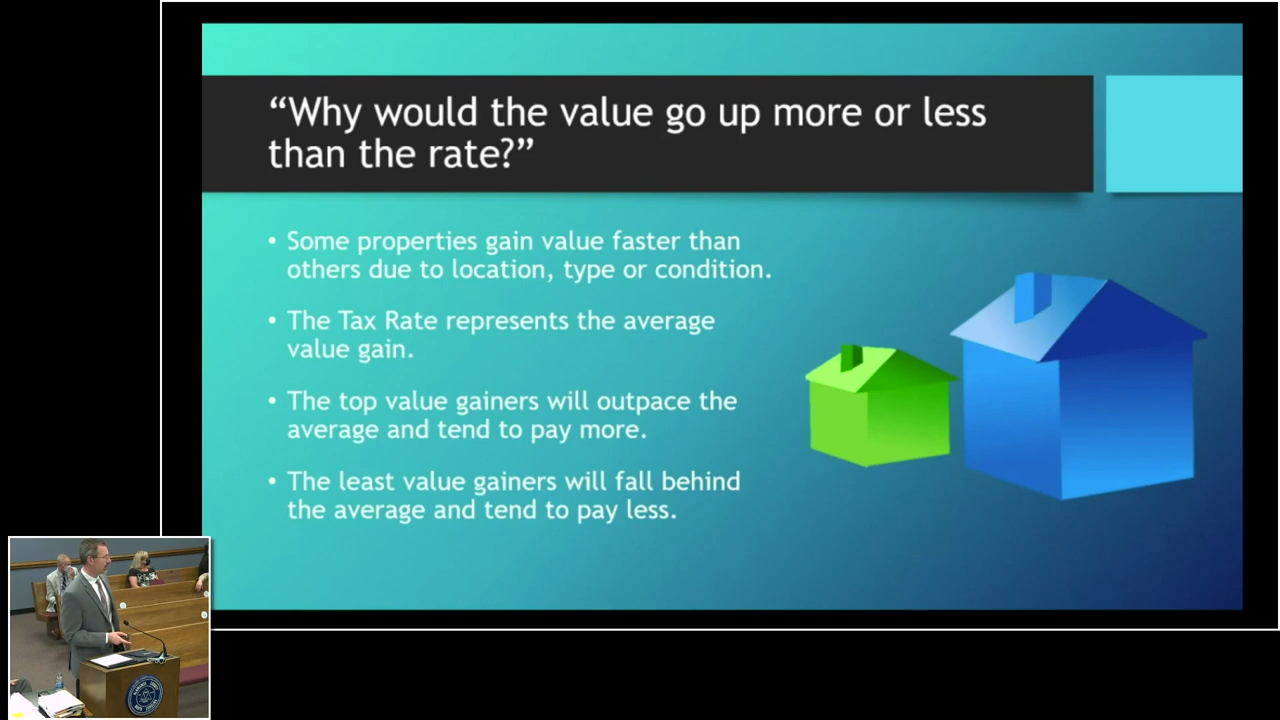 “Why would the value go up more or less
than the rate?”
• Some properties gain value faster than
others due to location, type or condition.
• The Tax Rate represents the average
value gain.
• The top value gainers will outpace the
average and tend to pay more.
• The least value gainers will fall behind
the average and tend to pay less.